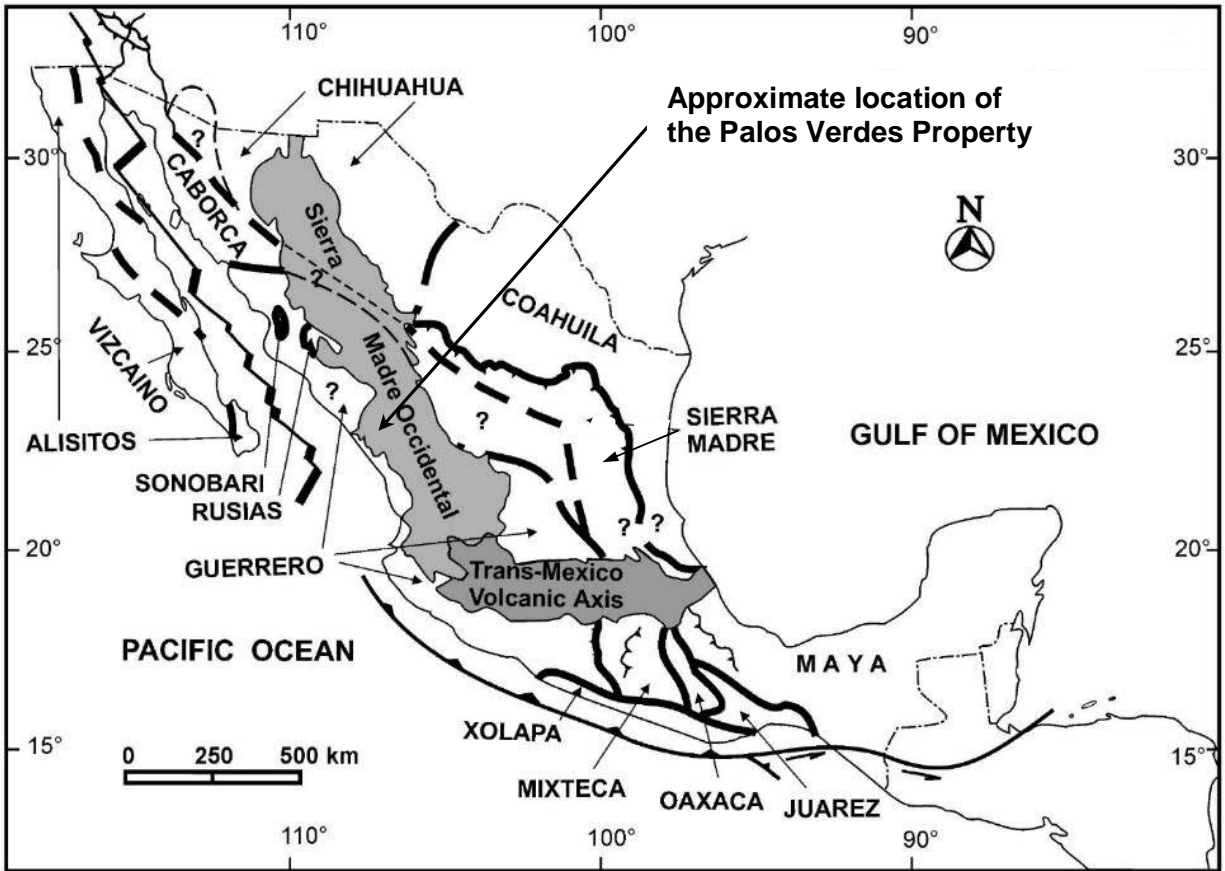 110°
100°
90°
CHIHUAHUA
Approximate location of
the Palos Verdes Property
30°
30°
?
CABORCA
N
Sierra
?
COAHUILA
25°
25°
VIZCAINO
Madre Occidental
?
?
SIERRA
MADRE
GULF OF MEXICO
ALISITOS
SONOBARI
RUSIAS
? ?
20°
20°
GUERRERO
Trans-Mexico
Volcanic Axis
PACIFIC OCEAN
MAYA
XOLAPA
15°
15°
0 250 500 km
MIXTECA
OAXACA
JUAREZ
110°
100°
90°